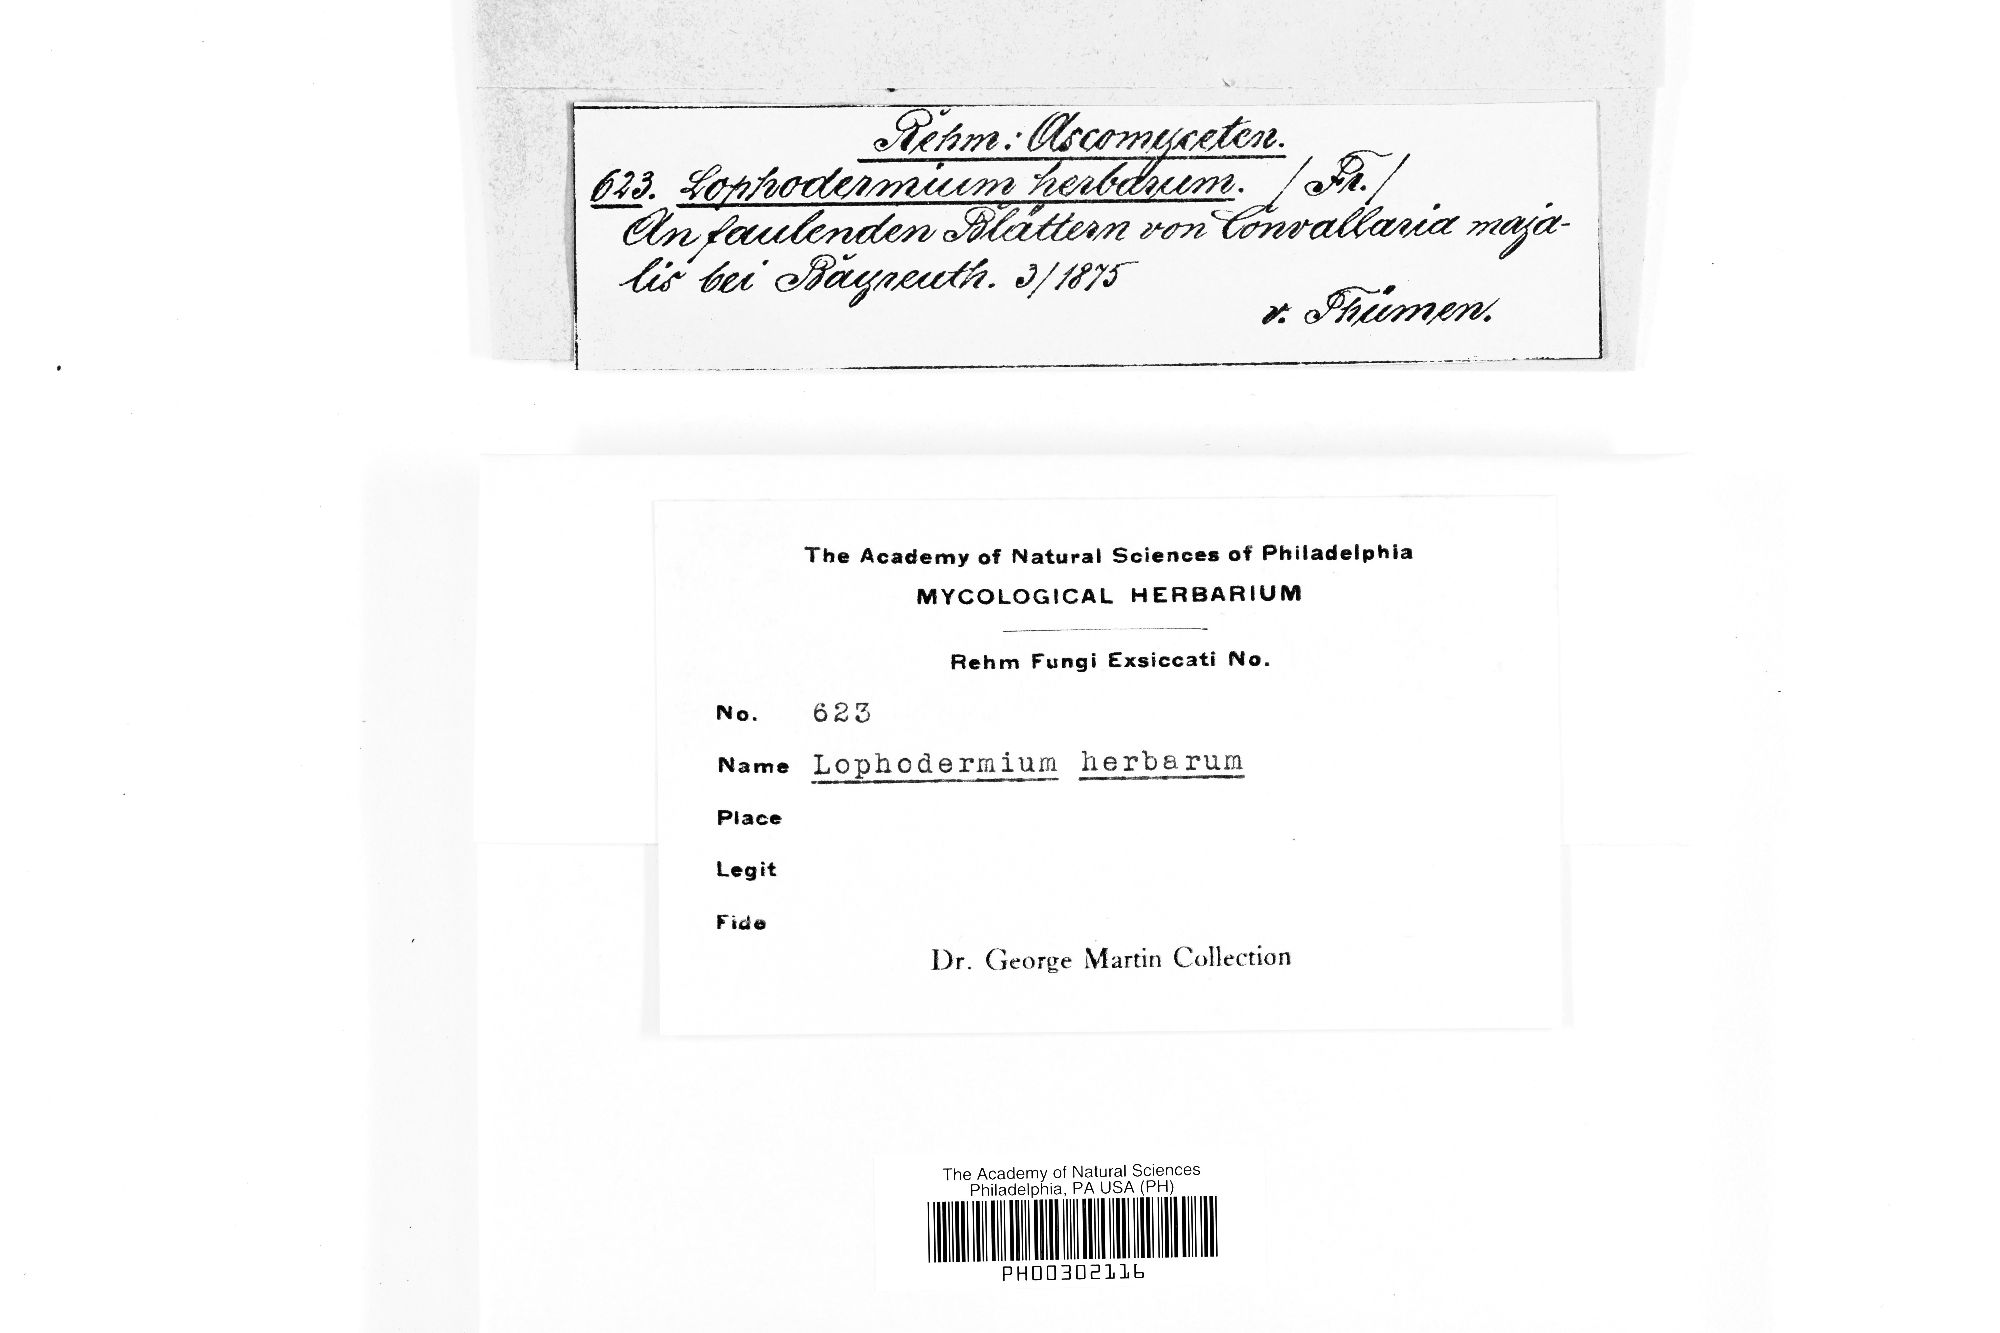 Rehm.: Ascomyceten.
623. Lophodermium herbarum. /Fr./
An faulenden Blättern von Convallaria maja-
lis bei Bayreuth. 3/1875
v. Thümen.
The Academy of Natural Sciences of Philadelphia
MYCOLOGICAL HERBARIUM
Rehm Fungi Exsiccati No.
No. 623
Name Lophodermium herbarum
Place
Legit
Fide
Dr. George Martin Collection
The Academy of Natural Sciences
Philadelphia, PA USA (PH)
PH00302116